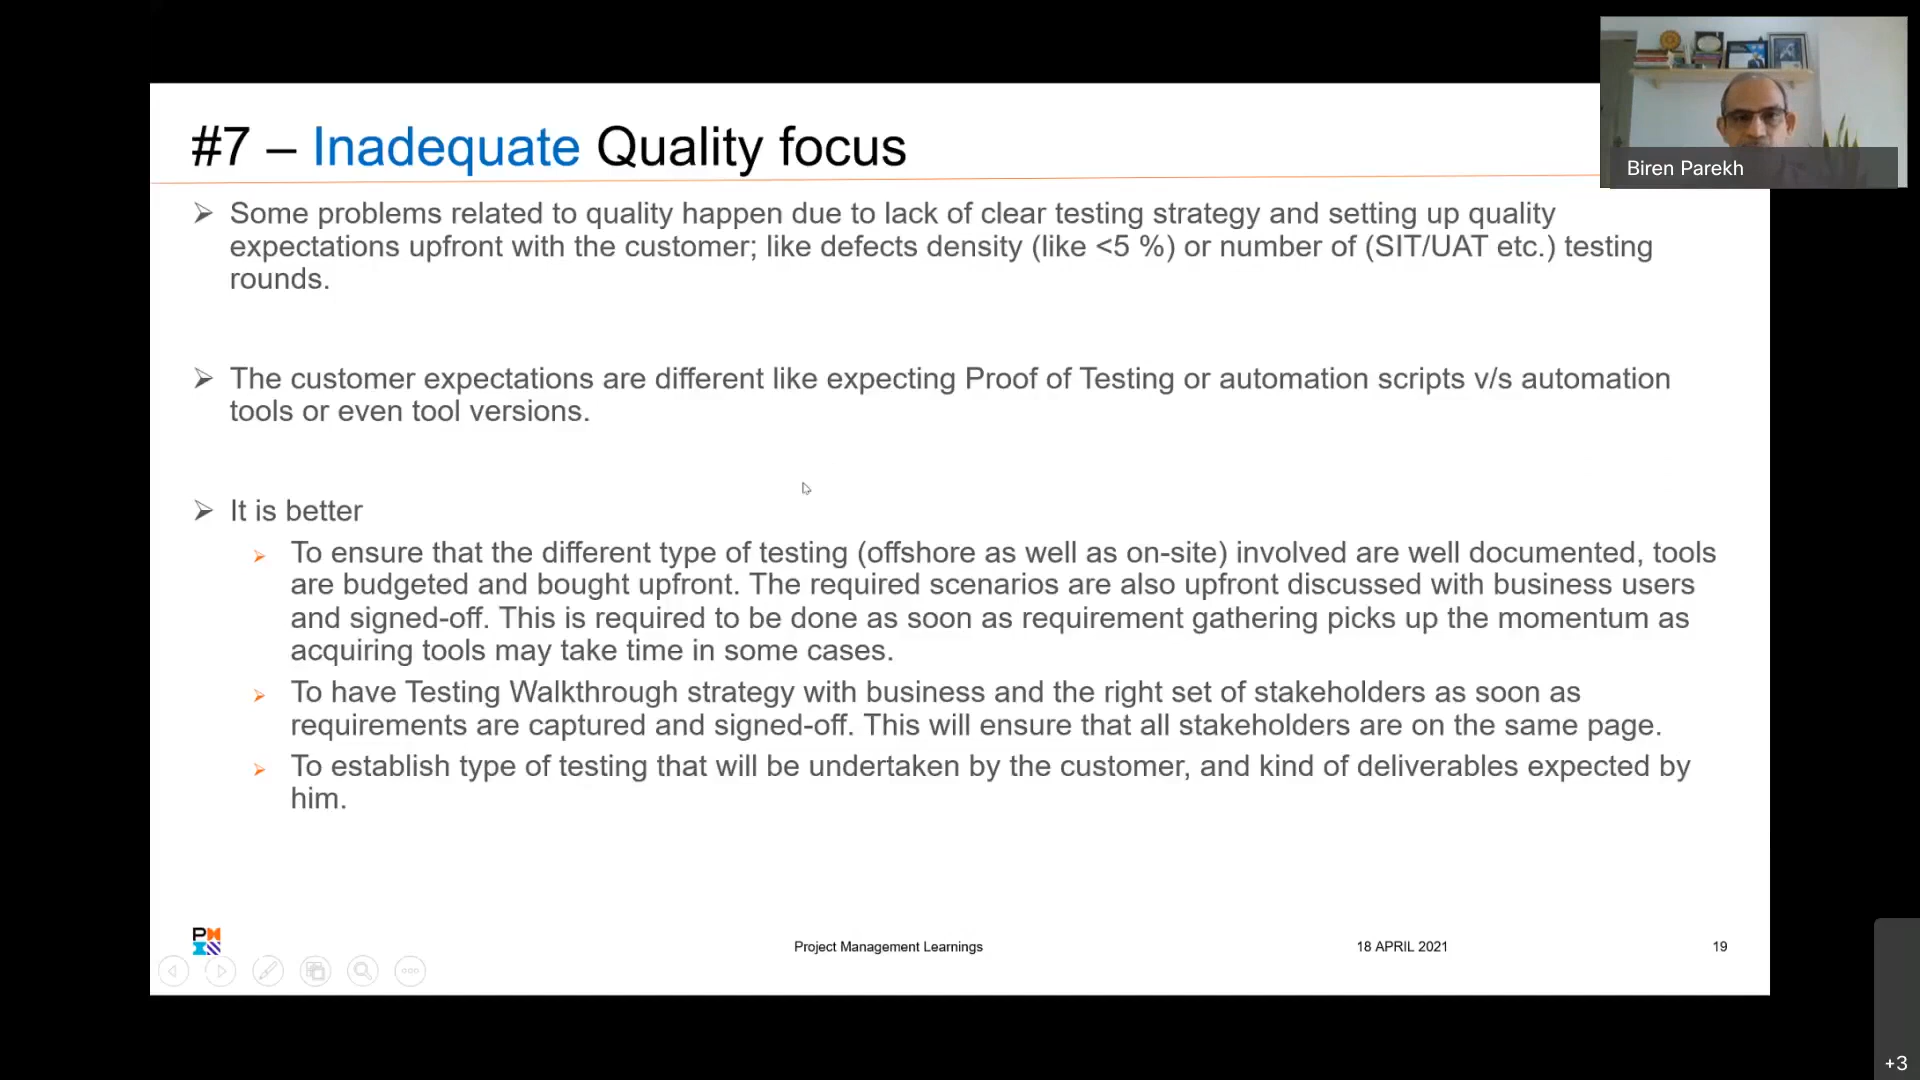 #7 – Inadequate Quality focus
Biren Parekh
➢ Some problems related to quality happen due to lack of clear testing strategy and setting up quality
expectations upfront with the customer; like defects density (like <5 %) or number of (SIT/UAT etc.) testing
rounds.
➢ The customer expectations are different like expecting Proof of Testing or automation scripts v/s automation
tools or even tool versions.
➢ It is better
➢ To ensure that the different type of testing (offshore as well as on-site) involved are well documented, tools
are budgeted and bought upfront. The required scenarios are also upfront discussed with business users
and signed-off. This is required to be done as soon as requirement gathering picks up the momentum as
acquiring tools may take time in some cases.
➢ To have Testing Walkthrough strategy with business and the right set of stakeholders as soon as
requirements are captured and signed-off. This will ensure that all stakeholders are on the same page.
➢ To establish type of testing that will be undertaken by the customer, and kind of deliverables expected by
him.
Project Management Learnings
18 APRIL 2021
19
+3